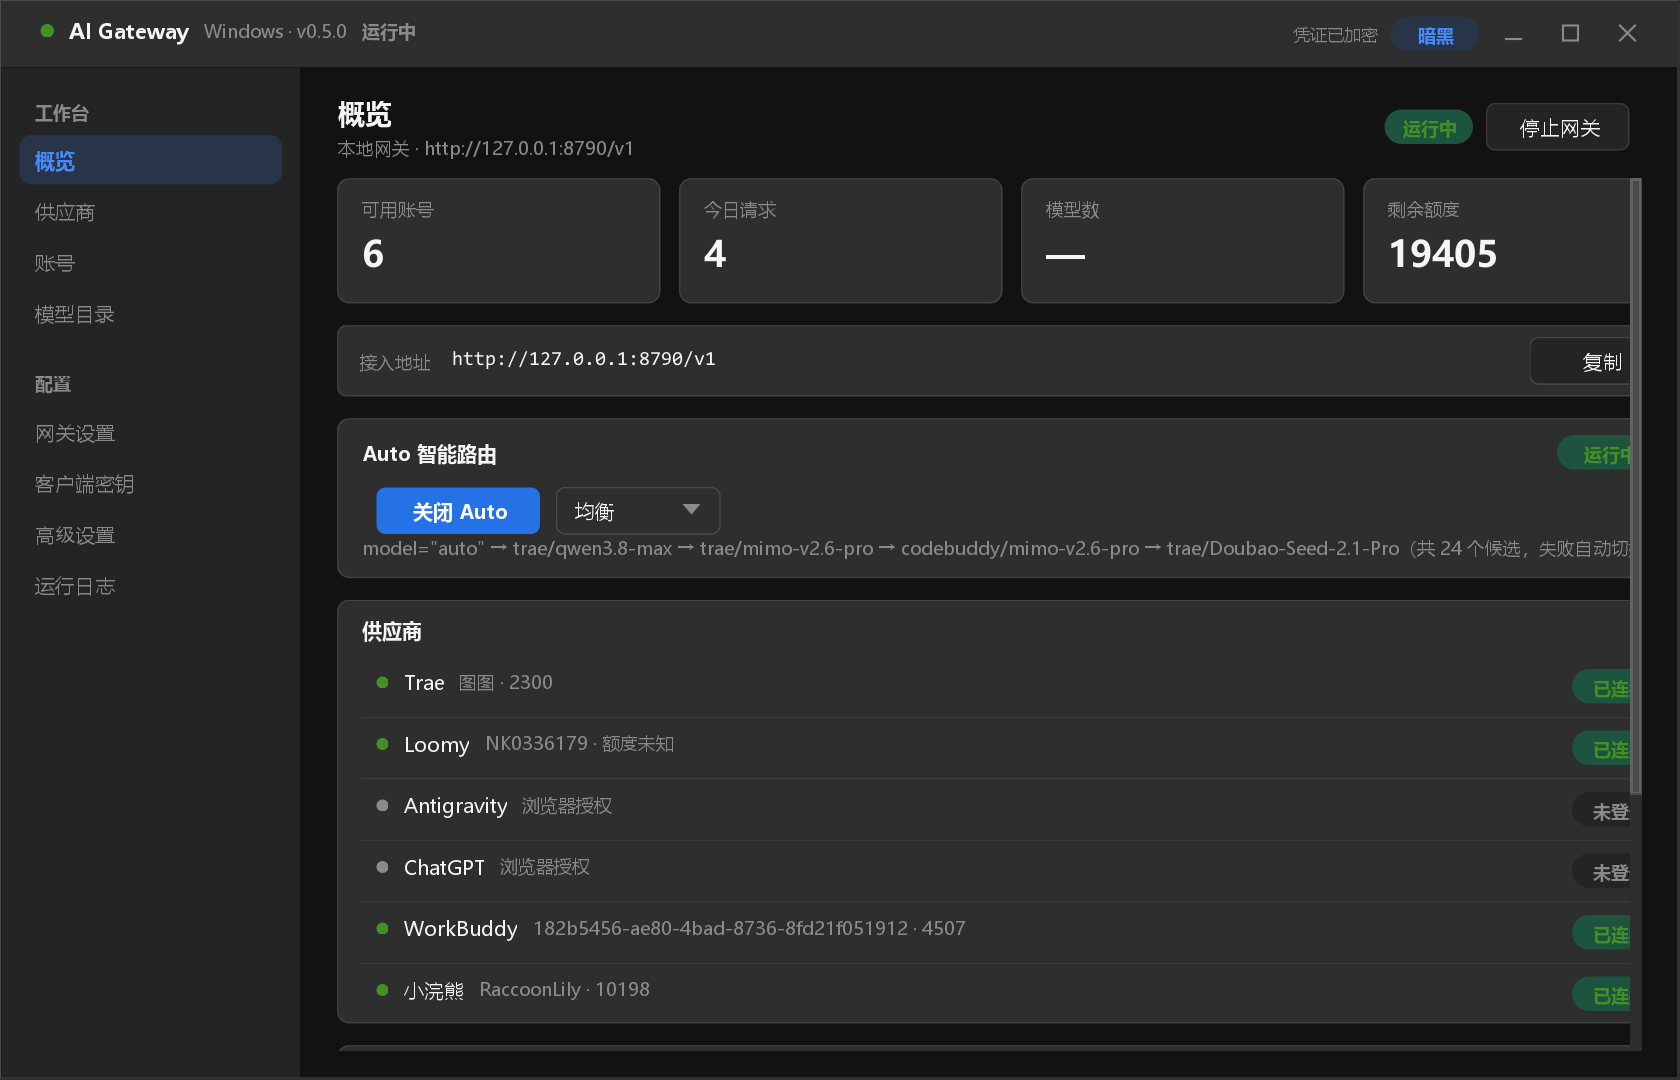 AI Gateway Windows · v0.5.0 运行中 凭证已加密 暗黑
工作台
概览
供应商
账号
模型目录
配置
网关设置
客户端密钥
高级设置
运行日志
概览
本地网关 · http://127.0.0.1:8790/v1
运行中 停止网关
可用账号 今日请求 模型数 剩余额度
6 4 — 19405
接入地址 http://127.0.0.1:8790/v1 复制
Auto 智能路由 运行中
关闭 Auto 均衡
model="auto" → trae/qwen3.8-max → trae/mimo-v2.6-pro → codebuddy/mimo-v2.6-pro → trae/Doubao-Seed-2.1-Pro（共 24 个候选，失败自动切
供应商
Trae 图图 · 2300 已连
Loomy NK0336179 · 额度未知 已连
Antigravity 浏览器授权 未登
ChatGPT 浏览器授权 未登
WorkBuddy 182b5456-ae80-4bad-8736-8fd21f051912 · 4507 已连
小浣熊 RaccoonLily · 10198 已连